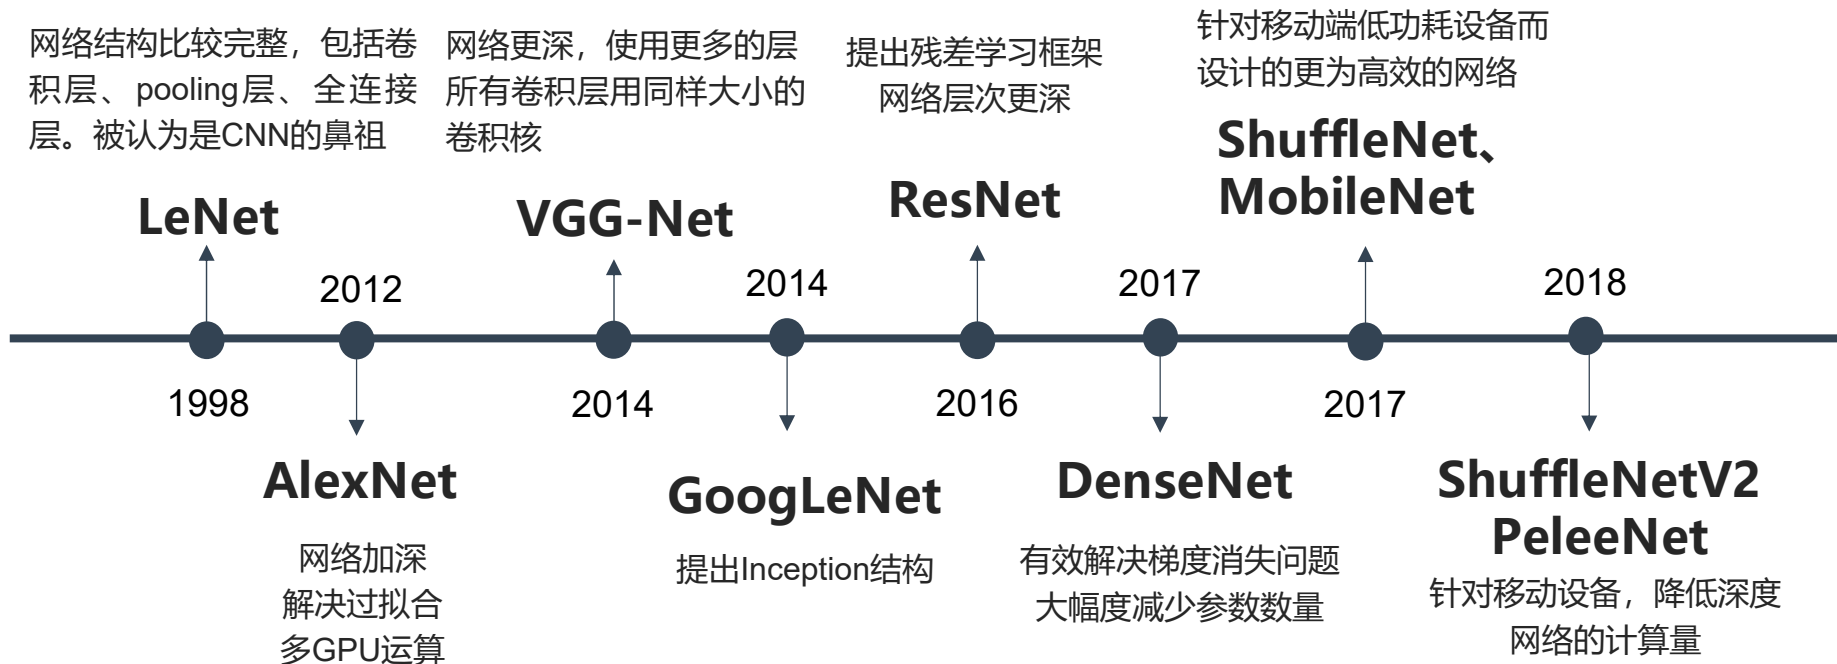 网络结构比较完整，包括卷
积层、pooling层、全连接
层。被认为是CNN的鼻祖
LeNet
1998
2012
AlexNet
网络加深
解决过拟合
多GPU运算
网络更深，使用更多的层
所有卷积层用同样大小的
卷积核
VGG-Net
2014
2014
GoogLeNet
提出Inception结构
提出残差学习框架
网络层次更深
ResNet
2016
2017
DenseNet
有效解决梯度消失问题
大幅度减少参数数量
针对移动端低功耗设备而
设计的更为高效的网络
ShuffleNet、
MobileNet
2017
2018
ShuffleNetV2
PeleeNet
针对移动设备，降低深度
网络的计算量